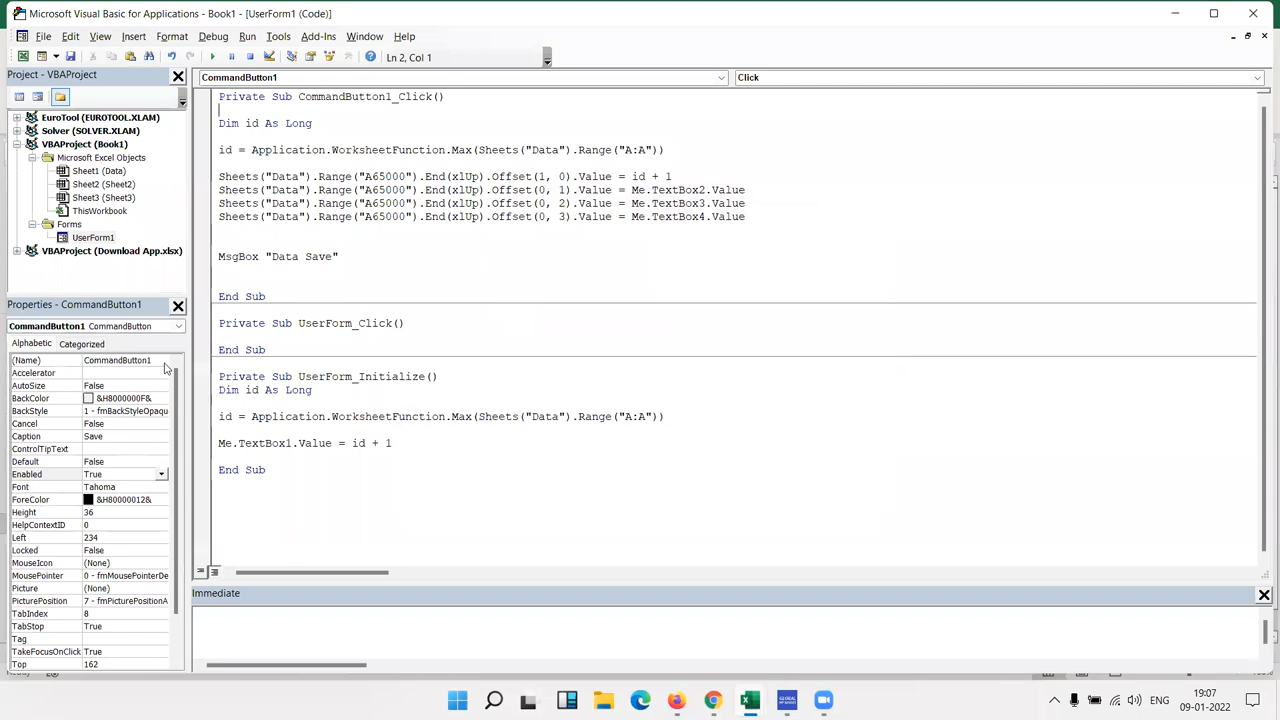 Microsoft Visual Basic for Applications - Book1 - [UserForm1 (Code)]
File Edit View Insert Format Debug Run Tools Add-Ins Window Help
Ln 2, Col 1
Project - VBAProject
CommandButton1 Click
EuroTool (EUROTOOL.XLAM)
Solver (SOLVER.XLAM)
VBAProject (Book1)
Microsoft Excel Objects
Sheet1 (Data)
Sheet2 (Sheet2)
Sheet3 (Sheet3)
ThisWorkbook
Forms
UserForm1
VBAProject (Download App.xlsx)
Properties - CommandButton1
CommandButton1 CommandButton
Alphabetic Categorized
(Name) CommandButton1
Accelerator
AutoSize False
BackColor &H8000000F&
BackStyle 1 - fmBackStyleOpaqu
Cancel False
Caption Save
ControlTipText
Default False
Enabled True
Font Tahoma
ForeColor &H80000012&
Height 36
HelpContextID 0
Left 234
Locked False
MouseIcon (None)
MousePointer 0 - fmMousePointerDe
Picture (None)
PicturePosition 7 - fmPicturePositionA
TabIndex 8
TabStop True
Tag
TakeFocusOnClick True
Top 162
Private Sub CommandButton1_Click()
Dim id As Long
id = Application.WorksheetFunction.Max(Sheets("Data").Range("A:A"))
Sheets("Data").Range("A65000").End(xlUp).Offset(1, 0).Value = id + 1
Sheets("Data").Range("A65000").End(xlUp).Offset(0, 1).Value = Me.TextBox2.Value
Sheets("Data").Range("A65000").End(xlUp).Offset(0, 2).Value = Me.TextBox3.Value
Sheets("Data").Range("A65000").End(xlUp).Offset(0, 3).Value = Me.TextBox4.Value
MsgBox "Data Save"
End Sub
Private Sub UserForm_Click()
End Sub
Private Sub UserForm_Initialize()
Dim id As Long
id = Application.WorksheetFunction.Max(Sheets("Data").Range("A:A"))
Me.TextBox1.Value = id + 1
End Sub
Immediate
ENG
19:07
09-01-2022